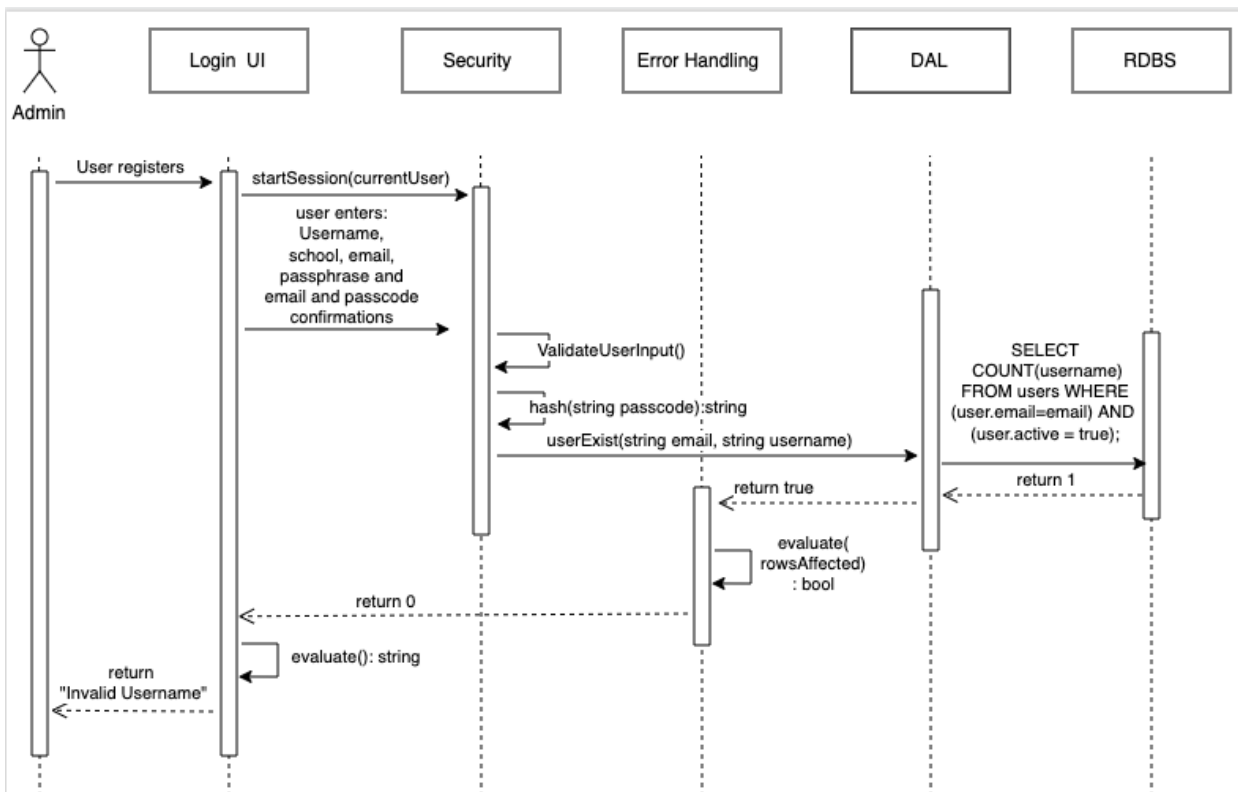 Admin
Login UI
Security
Error Handling
DAL
RDBS
User registers
startSession(currentUser)
user enters:
Username,
school, email,
passphrase and
email and passcode
confirmations
ValidateUserInput()
hash(string passcode):string
userExist(string email, string username)
SELECT
COUNT(username)
FROM users WHERE
(user.email=email) AND
(user.active = true);
return 1
return true
evaluate(
rowsAffected)
: bool
return 0
evaluate(): string
return
"Invalid Username"